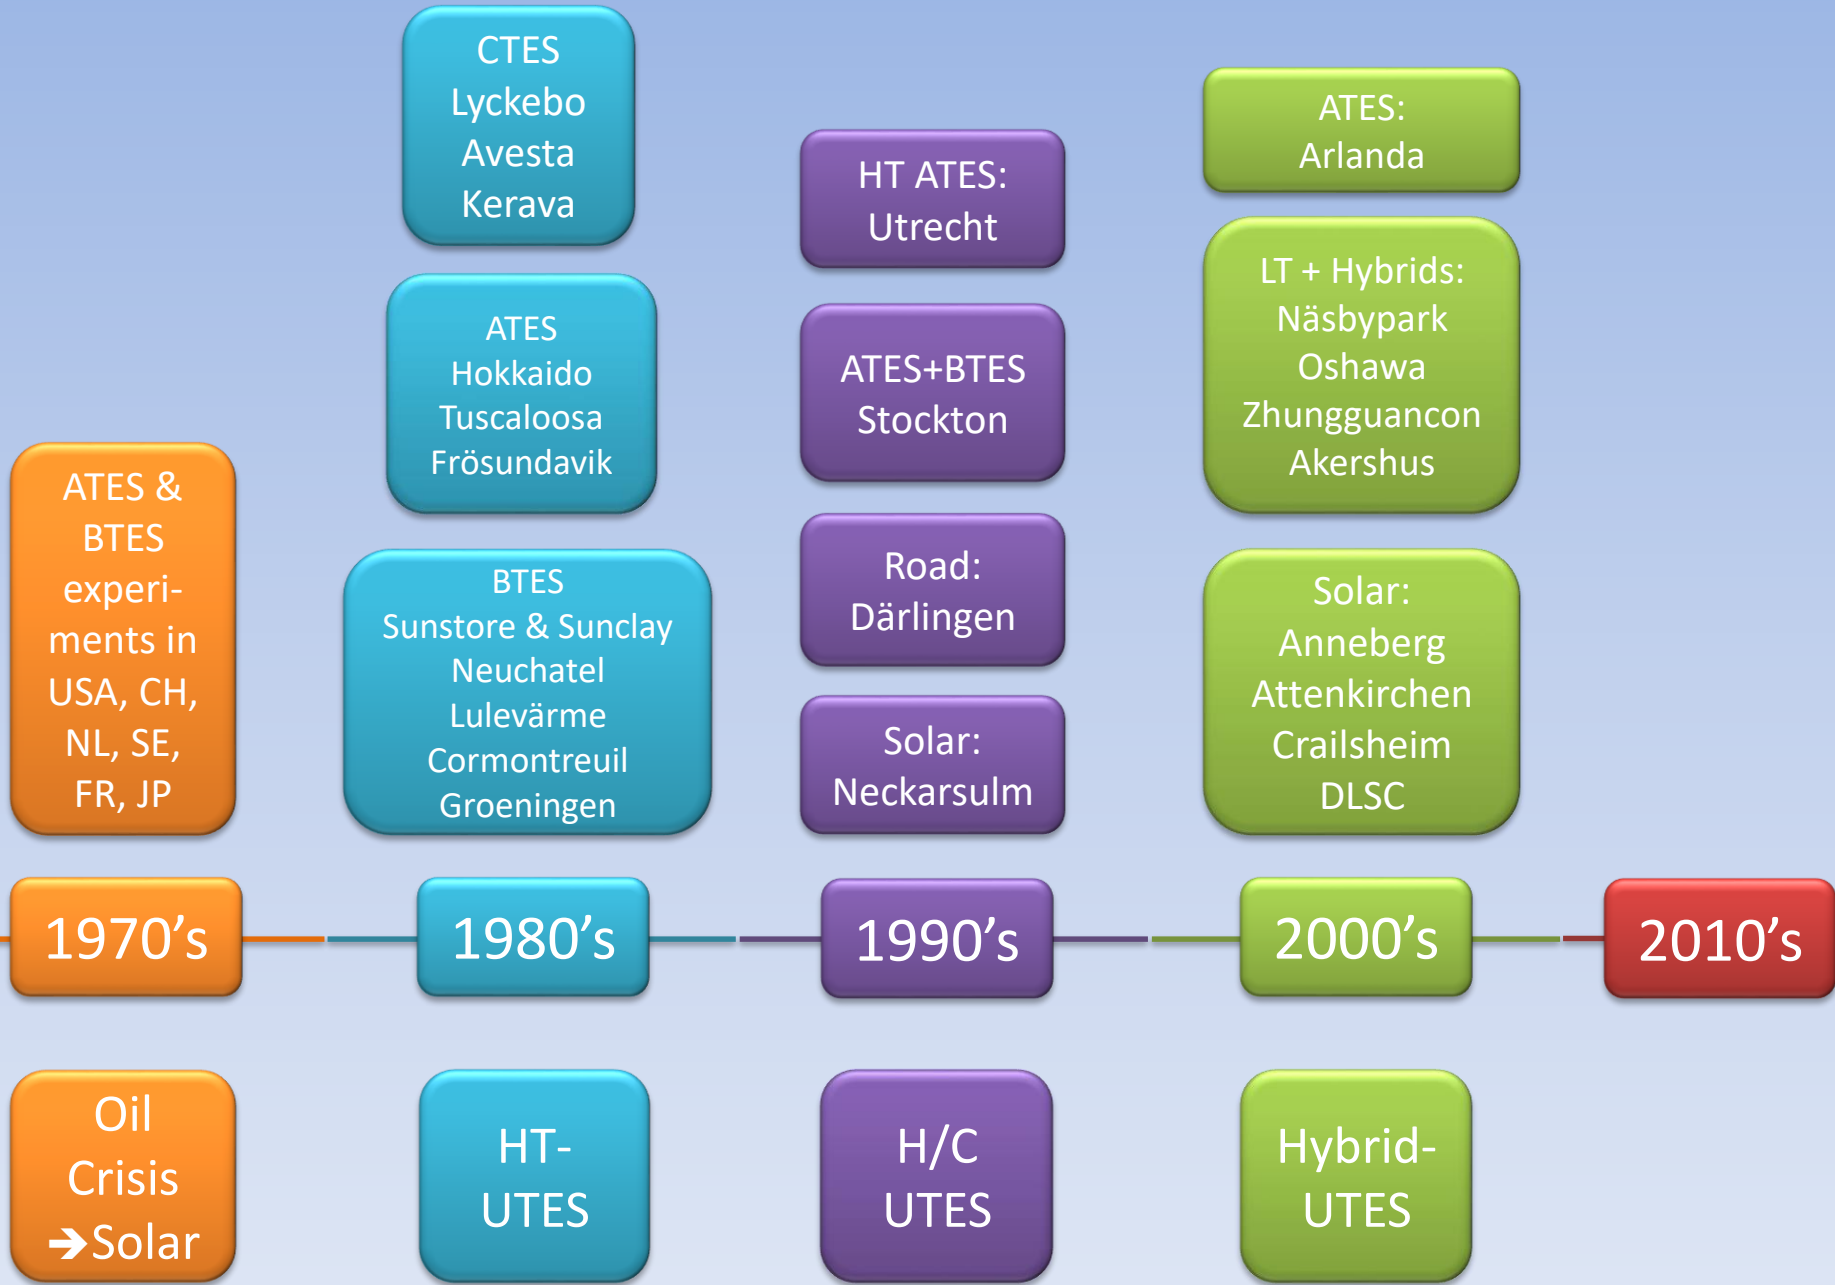 ATES &
BTES
experi-
ments in
USA, CH,
NL, SE,
FR, JP
CTES
Lyckebo
Avesta
Kerava
ATES
Hokkaido
Tuscaloosa
Frösundavik
BTES
Sunstore & Sunclay
Neuchatel
Lulevärme
Cormontreuil
Groeningen
HT ATES:
Utrecht
ATES+BTES
Stockton
Road:
Därlingen
Solar:
Neckarsulm
ATES:
Arlanda
LT + Hybrids:
Näsbypark
Oshawa
Zhungguancon
Akershus
Solar:
Anneberg
Attenkirchen
Crailsheim
DLSC
1970’s
1980’s
1990’s
2000’s
2010’s
Oil
Crisis
➔Solar
HT-
UTES
H/C
UTES
Hybrid-
UTES